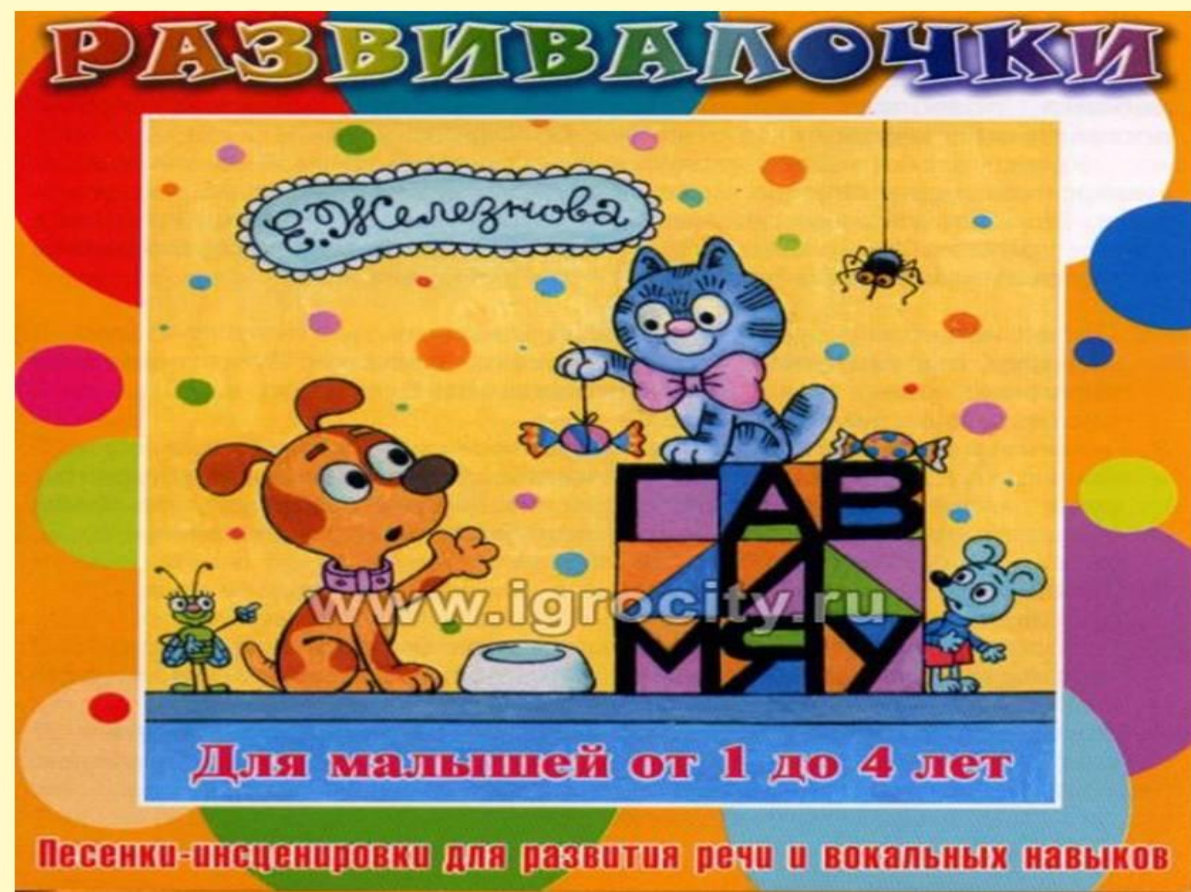 РАЗВИВАЛОЧКИ
Е.Железнова
ГАВ
И
МЯУ
www.igrocity.ru
Для малышей от 1 до 4 лет
Песенки-инсценировки для развития речи и вокальных навыков